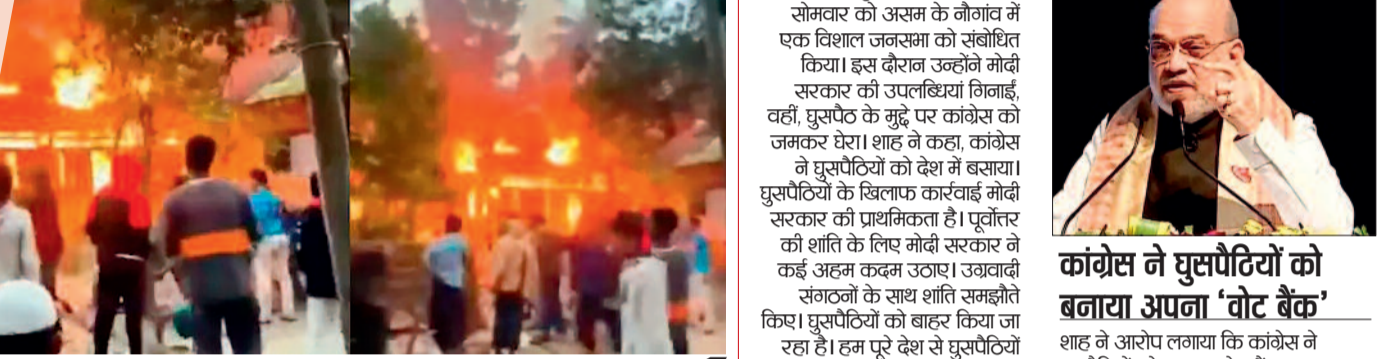 सोमवार को असम के नौगांव में
एक विशाल जनसभा को संबोधित
किया। इस दौरान उन्होंने मोदी
सरकार की उपलब्धियां गिनाईं,
वहीं, घुसपैठ के मुद्दे पर कांग्रेस को
जमकर घेरा। शाह ने कहा, कांग्रेस
ने घुसपैठियों को देश में बसाया।
घुसपैठियों के खिलाफ कार्रवाई मोदी
सरकार की प्राथमिकता है। पूर्वोत्तर
की शांति के लिए मोदी सरकार ने
कई अहम कदम उठाए। उग्रवादी
संगठनों के साथ शांति समझौते
किए। घुसपैठियों को बाहर किया जा
रहा है। हम पूरे देश से घुसपैठियों
कांग्रेस ने घुसपैटियों को
बनाया अपना ‘वोट बैंक’
शाह ने आरोप लगाया कि कांग्रेस ने